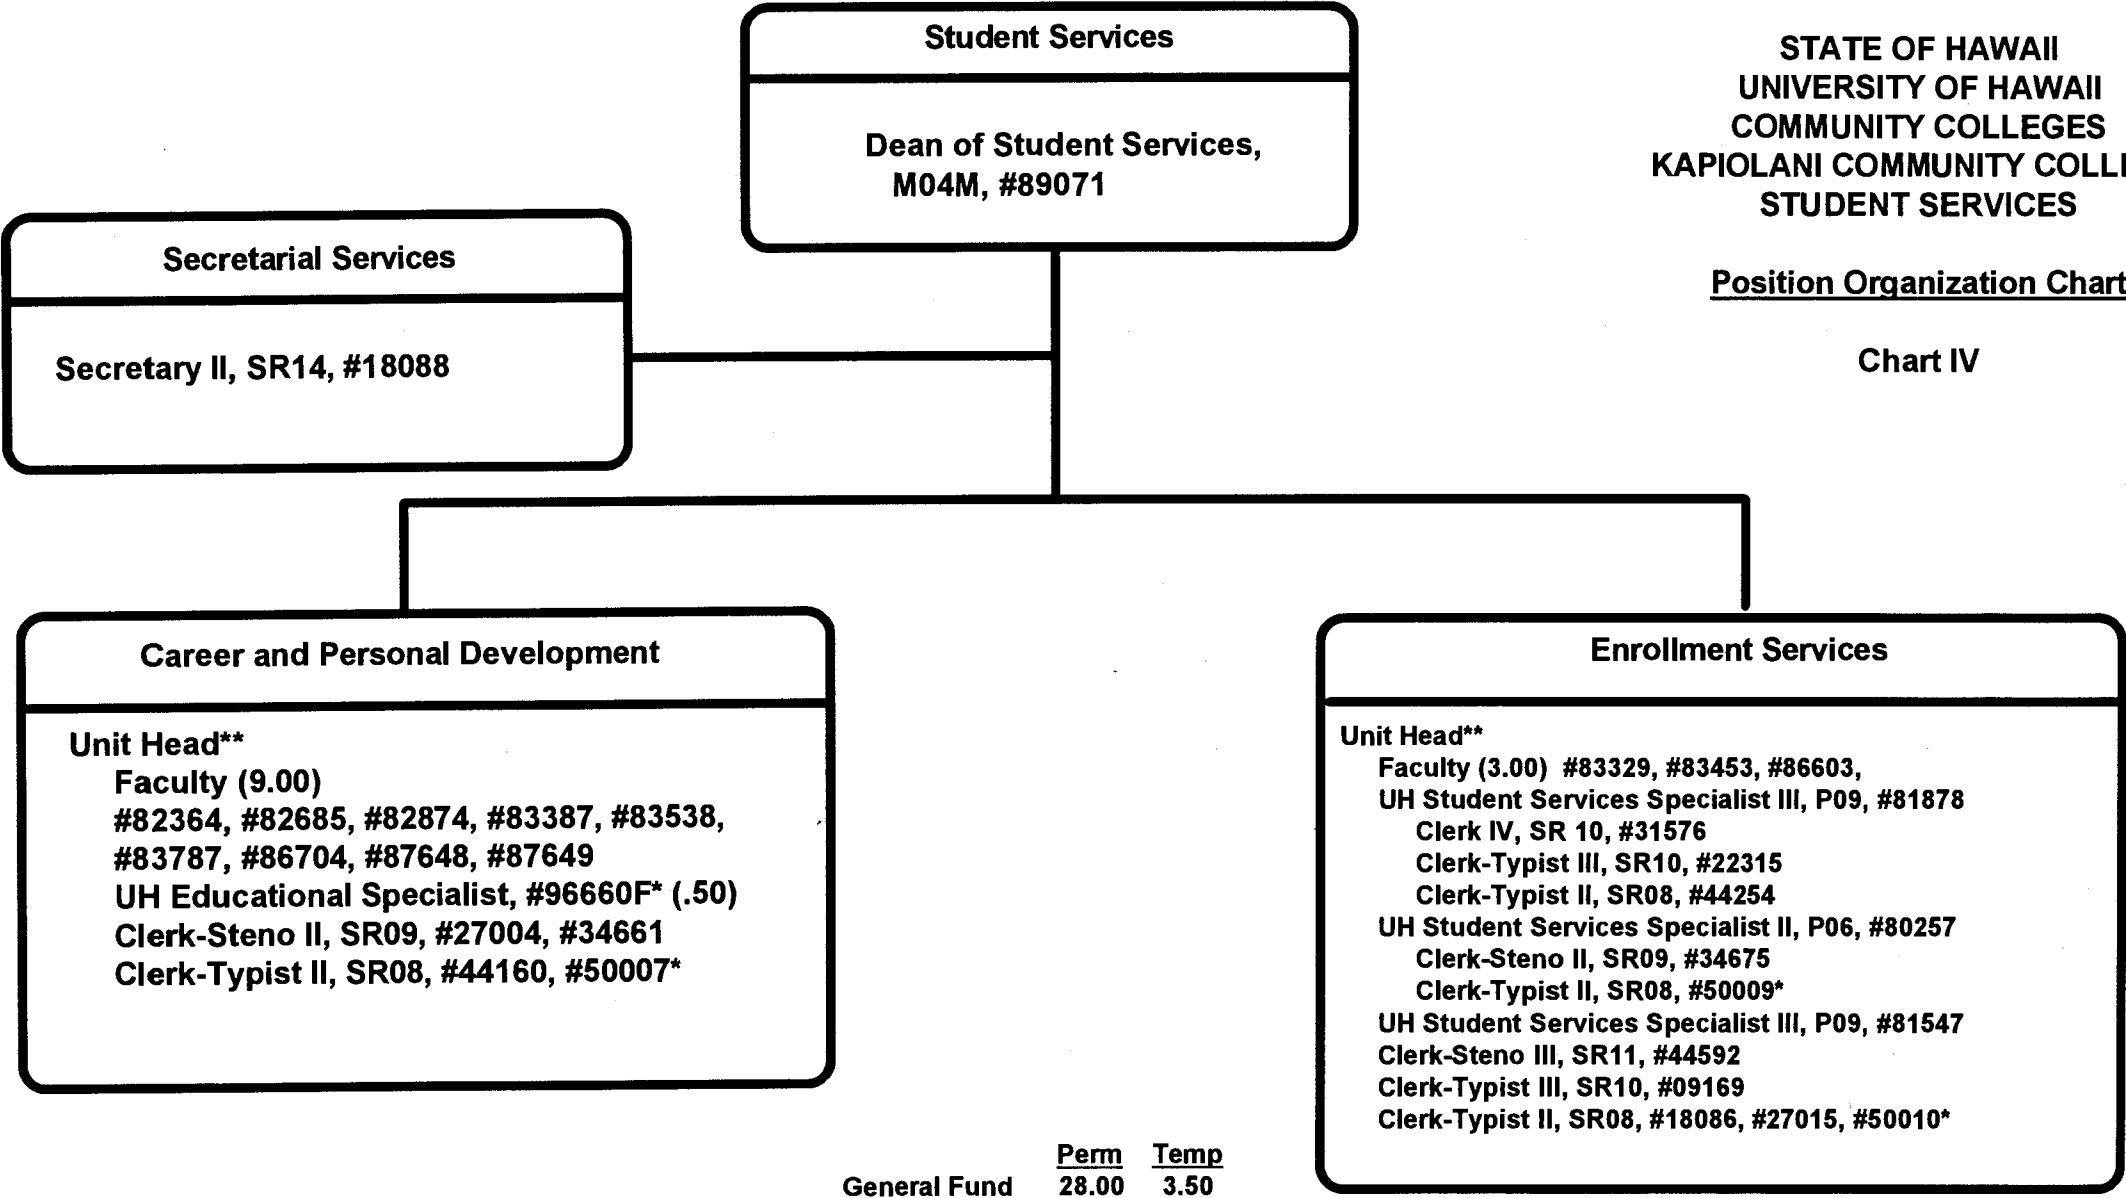 Student Services
Dean of Student Services,
M04M, #89071
STATE OF HAWAII
UNIVERSITY OF HAWAII
COMMUNITY COLLEGES
KAPIOLANI COMMUNITY COLL
STUDENT SERVICES
Position Organization Chart
Chart IV
Secretarial Services
Secretary II, SR14, #18088
Career and Personal Development
Unit Head**
Faculty (9.00)
#82364, #82685, #82874, #83387, #83538,
#83787, #86704, #87648, #87649
UH Educational Specialist, #96660F* (.50)
Clerk-Steno II, SR09, #27004, #34661
Clerk-Typist II, SR08, #44160, #50007*
Enrollment Services
Unit Head**
Faculty (3.00) #83329, #83453, #86603,
UH Student Services Specialist III, P09, #81878
Clerk IV, SR 10, #31576
Clerk-Typist III, SR10, #22315
Clerk-Typist II, SR08, #44254
UH Student Services Specialist II, P06, #80257
Clerk-Steno II, SR09, #34675
Clerk-Typist II, SR08, #50009*
UH Student Services Specialist III, P09, #81547
Clerk-Steno III, SR11, #44592
Clerk-Typist III, SR10, #09169
Clerk-Typist II, SR08, #18086, #27015, #50010*
Perm Temp
General Fund 28.00 3.50